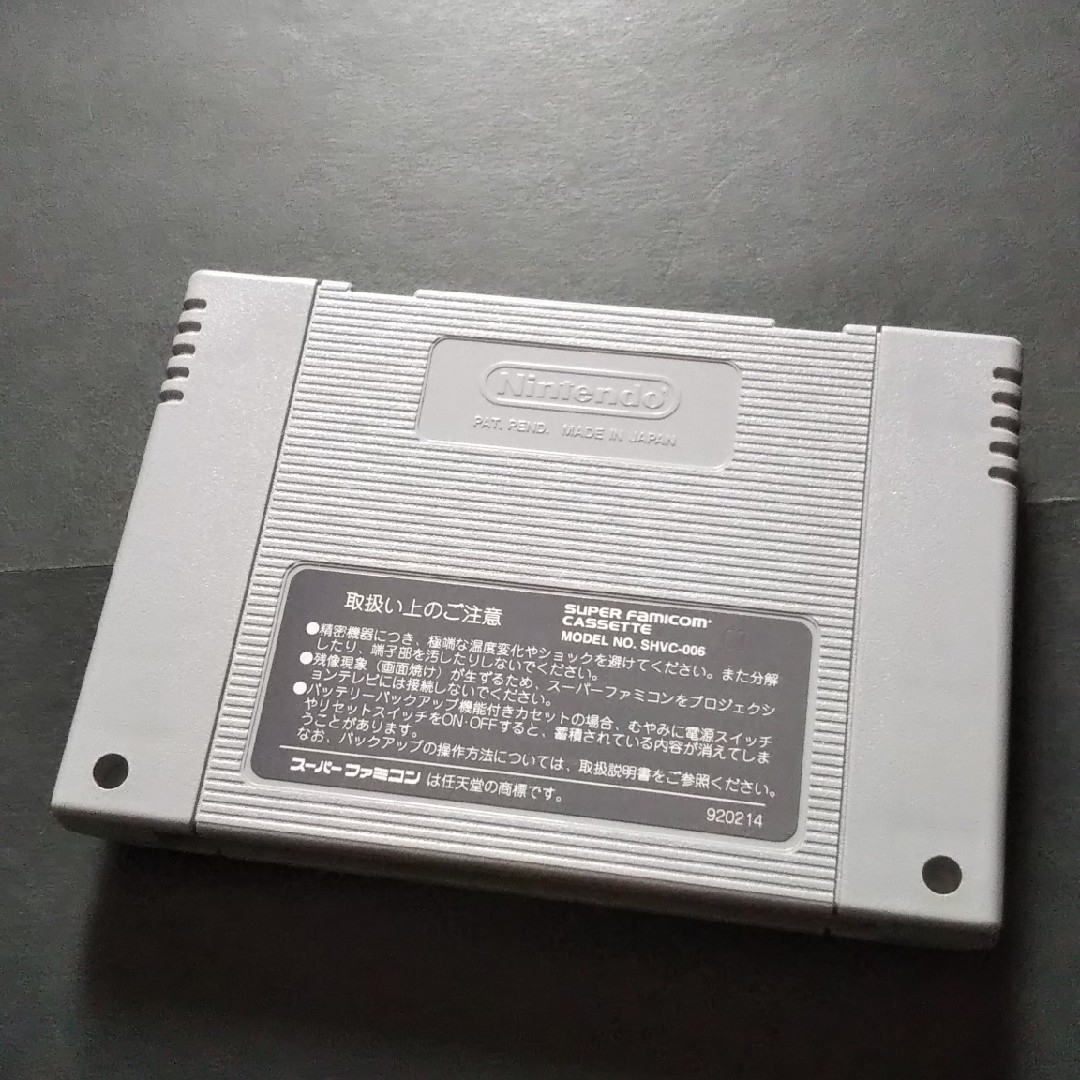 Nintendo
PAT. PEND. MADE IN JAPAN
取扱い上のご注意
SUPER FAMICOM
CASSETTE
MODEL NO. SHVC-006
●精密機器につき、極端な温度変化やショックを避けてください。また分解
したり、端子部を汚したりしないでください。
●残像現象（画面焼け）が生ずるため、スーパーファミコンをプロジェクシ
ョンテレビには接続しないでください。
●バッテリーバックアップ機能付きカセットの場合、むやみに電源スイッチ
やリセットスイッチをON·OFFすると、蓄積されている内容が消えてしま
うことがあります。
なお、バックアップの操作方法については、取扱説明書をご参照ください。
スーパーファミコンは任天堂の商標です。
920214